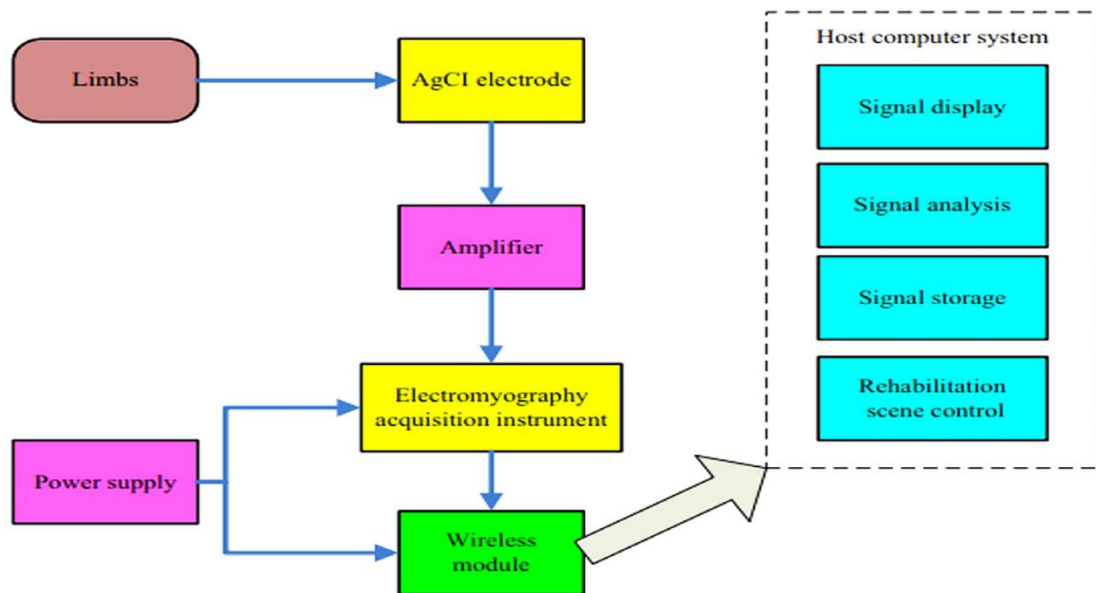 Limbs
AgCI electrode
Amplifier
Electromyography
acquisition instrument
Power supply
Wireless
module
Host computer system
Signal display
Signal analysis
Signal storage
Rehabilitation
scene control